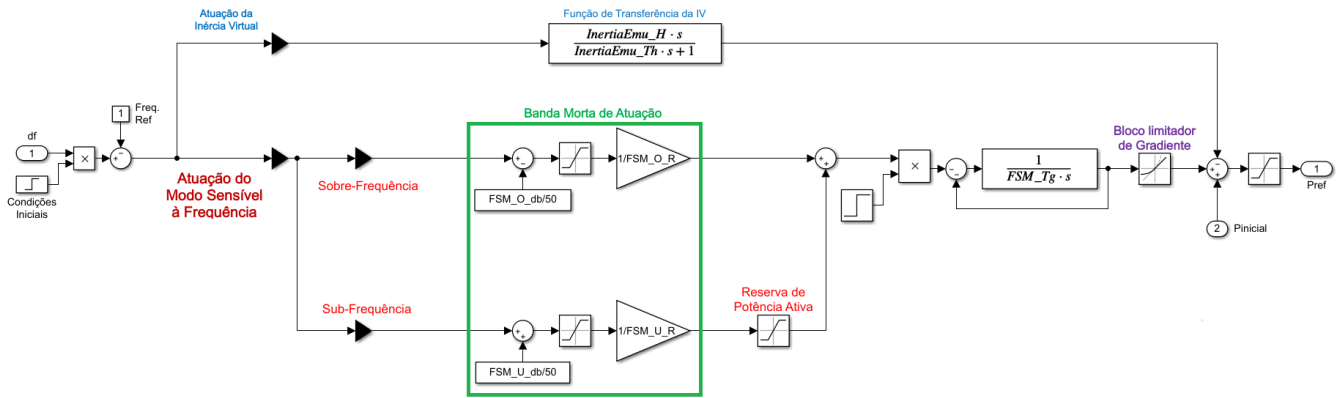 Atuação da
Inércia Virtual
Função de Transferência da IV
InertiaEmu_H · s
InertiaEmu_Th · s + 1
1
Freq.
Ref
Banda Morta de Atuação
df
1
×
Condições
Iniciais
Atuação do
Modo Sensível
à Frequência
Sobre-Frequência
FSM_O_db/50
1/FSM_O_R
×
1
FSM_Tg · s
Bloco limitador
de Gradiente
1
Pref
2
Pinicial
Sub-Frequência
FSM_U_db/50
1/FSM_U_R
Reserva de
Potência Ativa